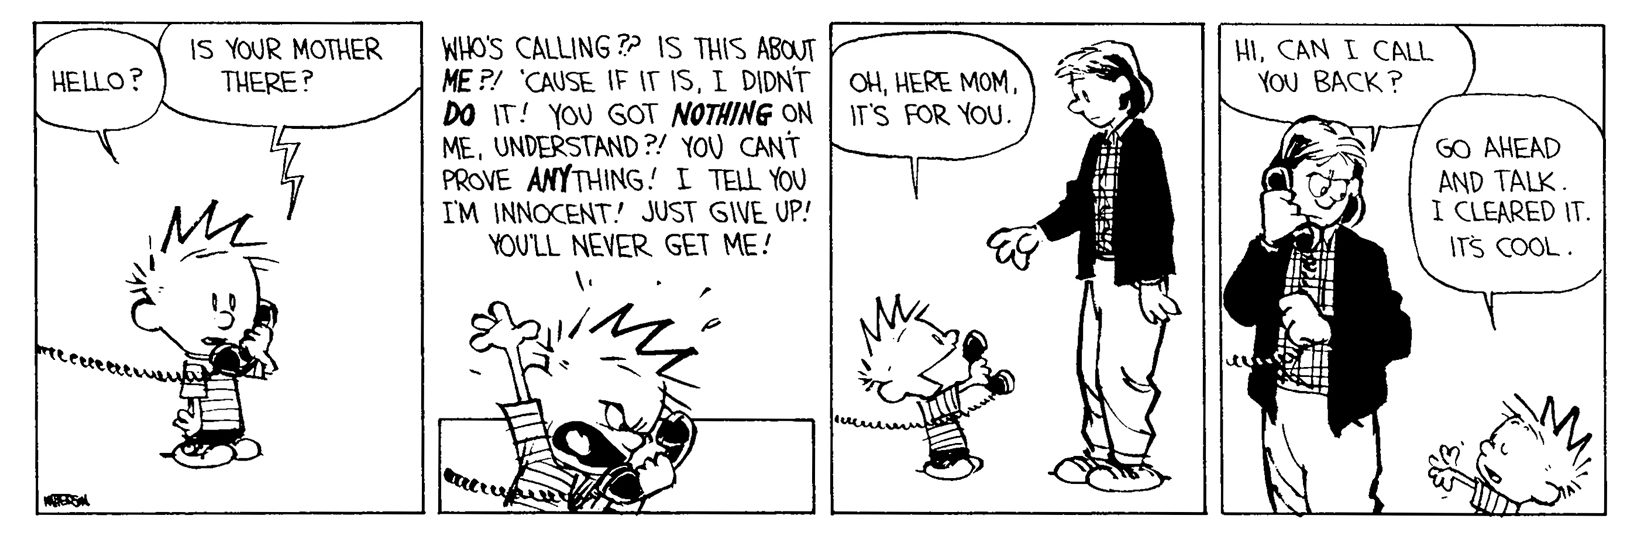 HELLO?
IS YOUR MOTHER
THERE?
WHO'S CALLING?? IS THIS ABOUT
ME?! 'CAUSE IF IT IS, I DIDN'T
DO IT! YOU GOT NOTHING ON
ME, UNDERSTAND?! YOU CAN'T
PROVE ANYTHING! I TELL YOU
I'M INNOCENT! JUST GIVE UP!
YOU'LL NEVER GET ME!
OH, HERE MOM,
IT'S FOR YOU.
HI, CAN I CALL
YOU BACK?
GO AHEAD
AND TALK.
I CLEARED IT.
IT'S COOL.
WATTERSON